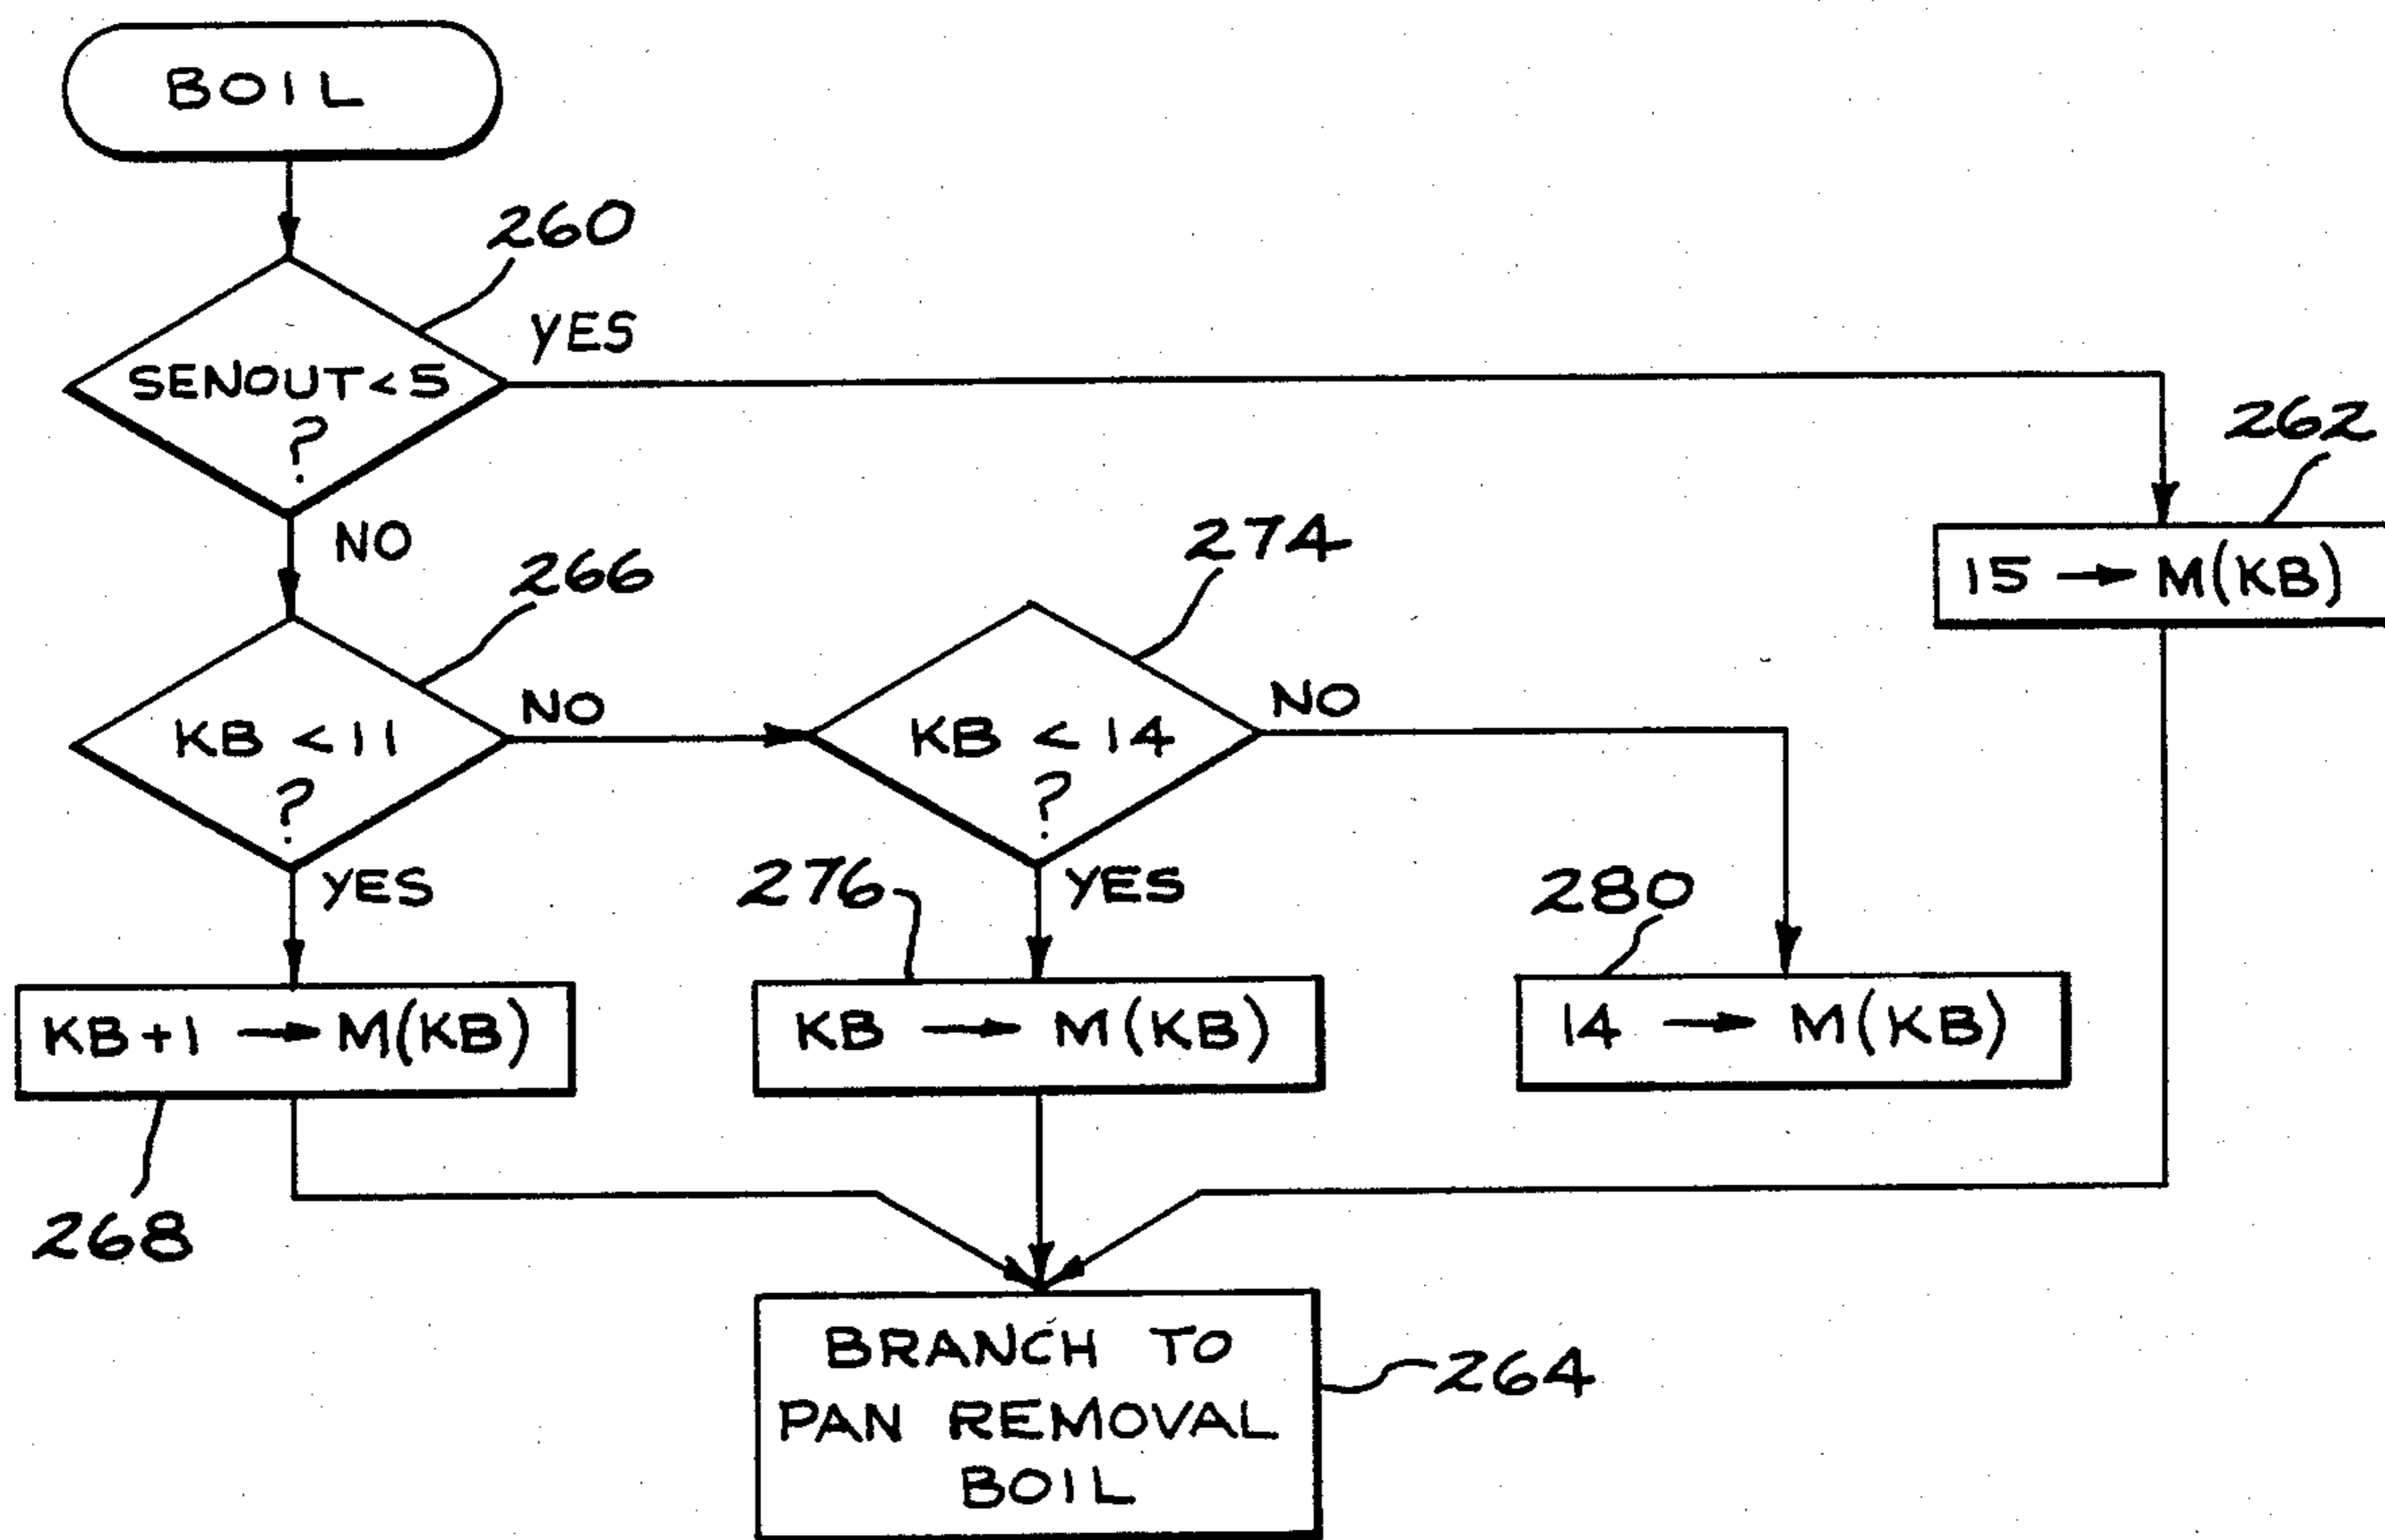 BOIL
260
SENOUT<5
?
YES
NO
262
15 → M(KB)
266
KB <11
?
NO
YES
274
KB < 14
?
NO
YES
268
KB+1 → M(KB)
276
KB → M(KB)
280
14 → M(KB)
BRANCH TO
PAN REMOVAL
BOIL
264